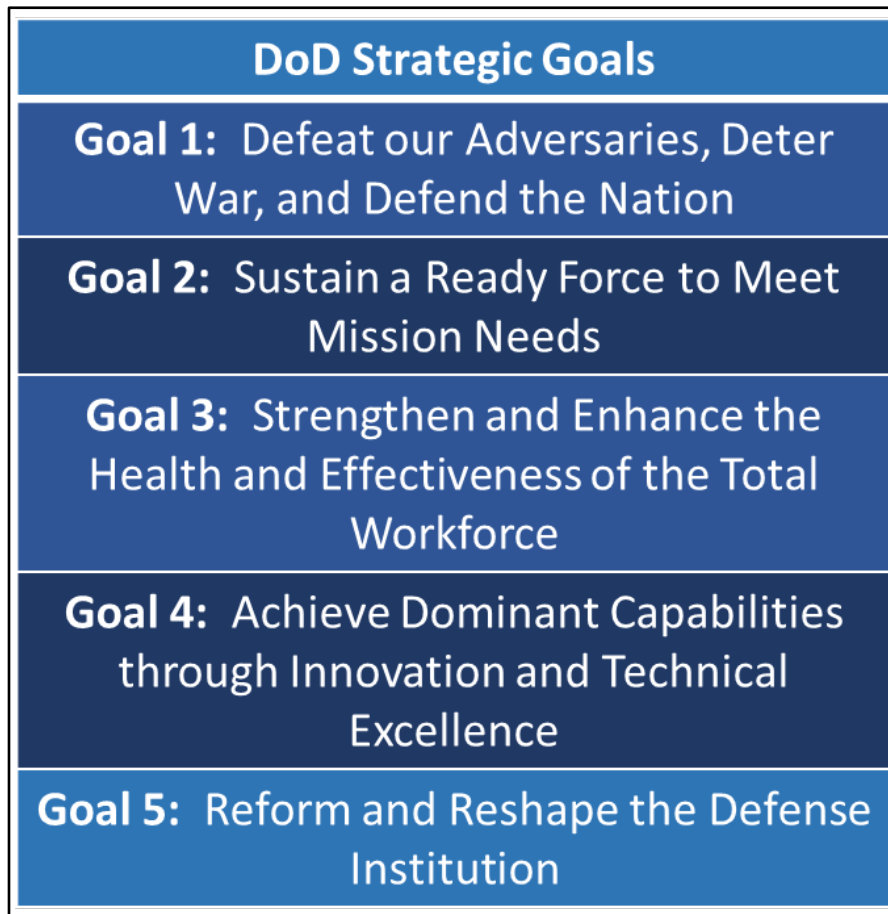 DoD Strategic Goals
Goal 1: Defeat our Adversaries, Deter
War, and Defend the Nation
Goal 2: Sustain a Ready Force to Meet
Mission Needs
Goal 3: Strengthen and Enhance the
Health and Effectiveness of the Total
Workforce
Goal 4: Achieve Dominant Capabilities
through Innovation and Technical
Excellence
Goal 5: Reform and Reshape the Defense
Institution